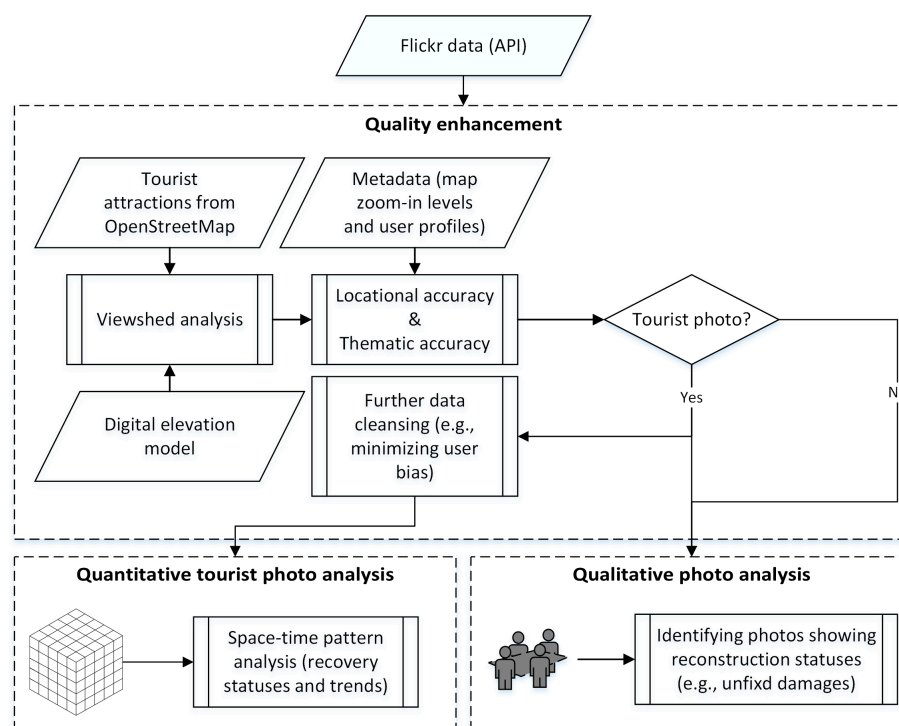 Flickr data (API)
Quality enhancement
Tourist
attractions from
OpenStreetMap
Metadata (map
zoom-in levels
and user profiles)
Viewshed analysis
Locational accuracy
&
Thematic accuracy
Tourist photo?
Yes
N
Digital elevation
model
Further data
cleansing (e.g.,
minimizing user
bias)
Quantitative tourist photo analysis
Space-time pattern
analysis (recovery
statuses and trends)
Qualitative photo analysis
Identifying photos showing
reconstruction statuses
(e.g., unfixd damages)